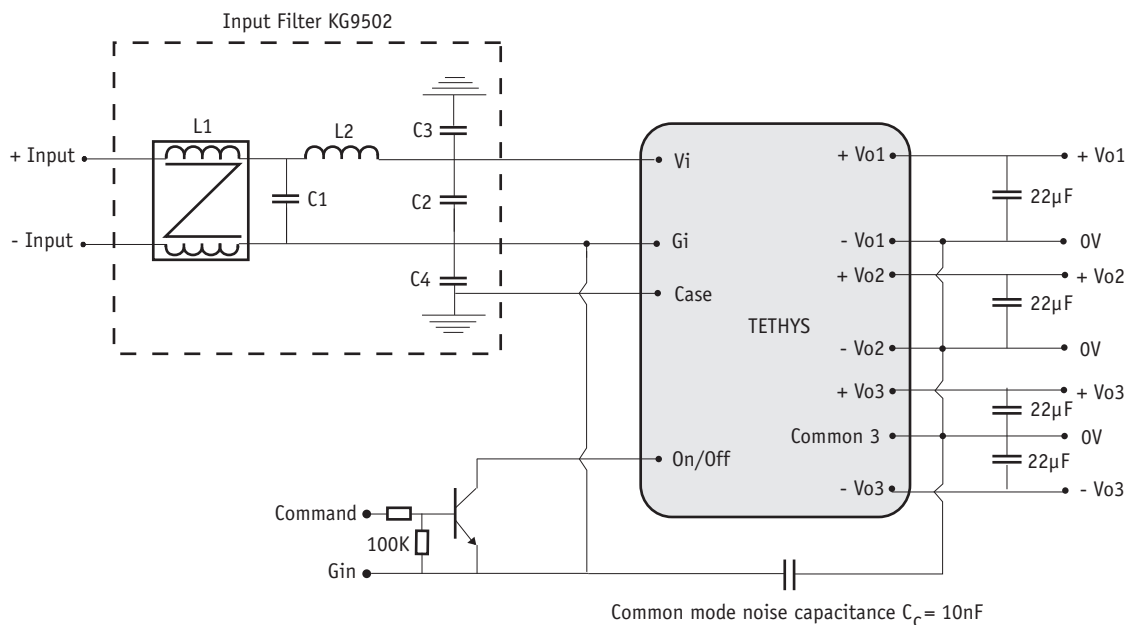 Input Filter KG9502
C3
L1
L2
+ Input
Vi
+ Vo1
+ Vo1
C1
C2
22µF
- Input
Gi
- Vo1
0V
+ Vo2
+ Vo2
C4
Case
22µF
TETHYS
- Vo2
0V
+ Vo3
+ Vo3
22µF
Common 3
0V
On/Off
22µF
- Vo3
- Vo3
Command
100K
Gin
Common mode noise capacitance CC= 10nF